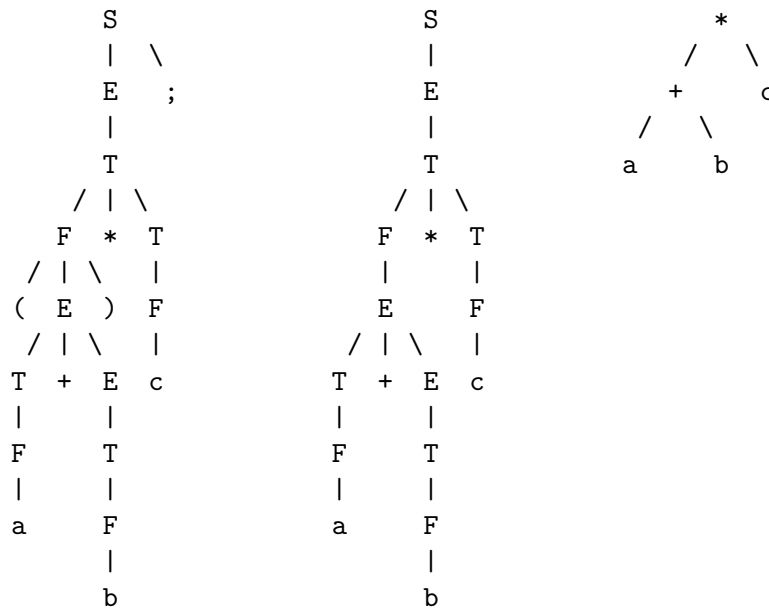 S                           S                        *
            |  \                        |                      /   \
            E    ;                      E                    +       c
            |                           |                  /   \
            T                           T                a       b
         /  |  \                     /  |  \
        F   *   T                   F   *   T
     /  |  \    |                   |       |
    (   E   )   F                   E       F
     /  |  \    |                /  |  \    |
    T   +   E   c               T   +   E   c
    |       |                   |       |
    F       T                   F       T
    |       |                   |       |
    a       F                   a       F
            |                           |
            b                           b